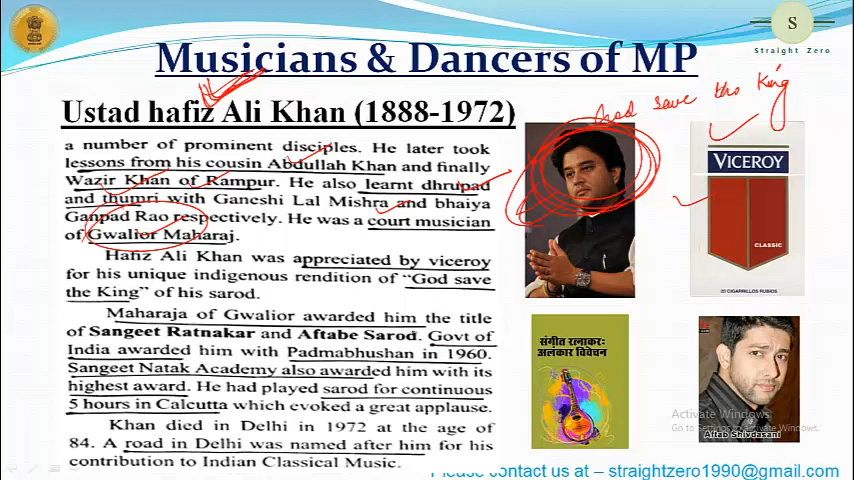 S
Straight Zero
Musicians & Dancers of MP
Ustad hafiz Ali Khan (1888-1972)
God save the King
a number of prominent disciples. He later took
lessons from his cousin Abdullah Khan and finally
Wazir Khan of Rampur. He also learnt dhrupad
and thumri with Ganeshi Lal Mishra and bhaiya
Ganpad Rao respectively. He was a court musician
of Gwalior Maharaj.
Hafiz Ali Khan was appreciated by viceroy
for his unique indigenous rendition of “God save
the King” of his sarod.
Maharaja of Gwalior awarded him the title
of Sangeet Ratnakar and Aftabe Sarod. Govt of
India awarded him with Padmabhushan in 1960.
Sangeet Natak Academy also awarded him with its
highest award. He had played sarod for continuous
5 hours in Calcutta which evoked a great applause.
Khan died in Delhi in 1972 at the age of
84. A road in Delhi was named after him for his
contribution to Indian Classical Music.
VICEROY
CLASSIC
20 CIGARRILLOS RUBIOS
संगीत रत्नाकरः
अलंकार विवेचन
Aftab Shivdasani
Activate Windows
Go to Settings to activate Windows.
Please contact us at – straightzero1990@gmail.com